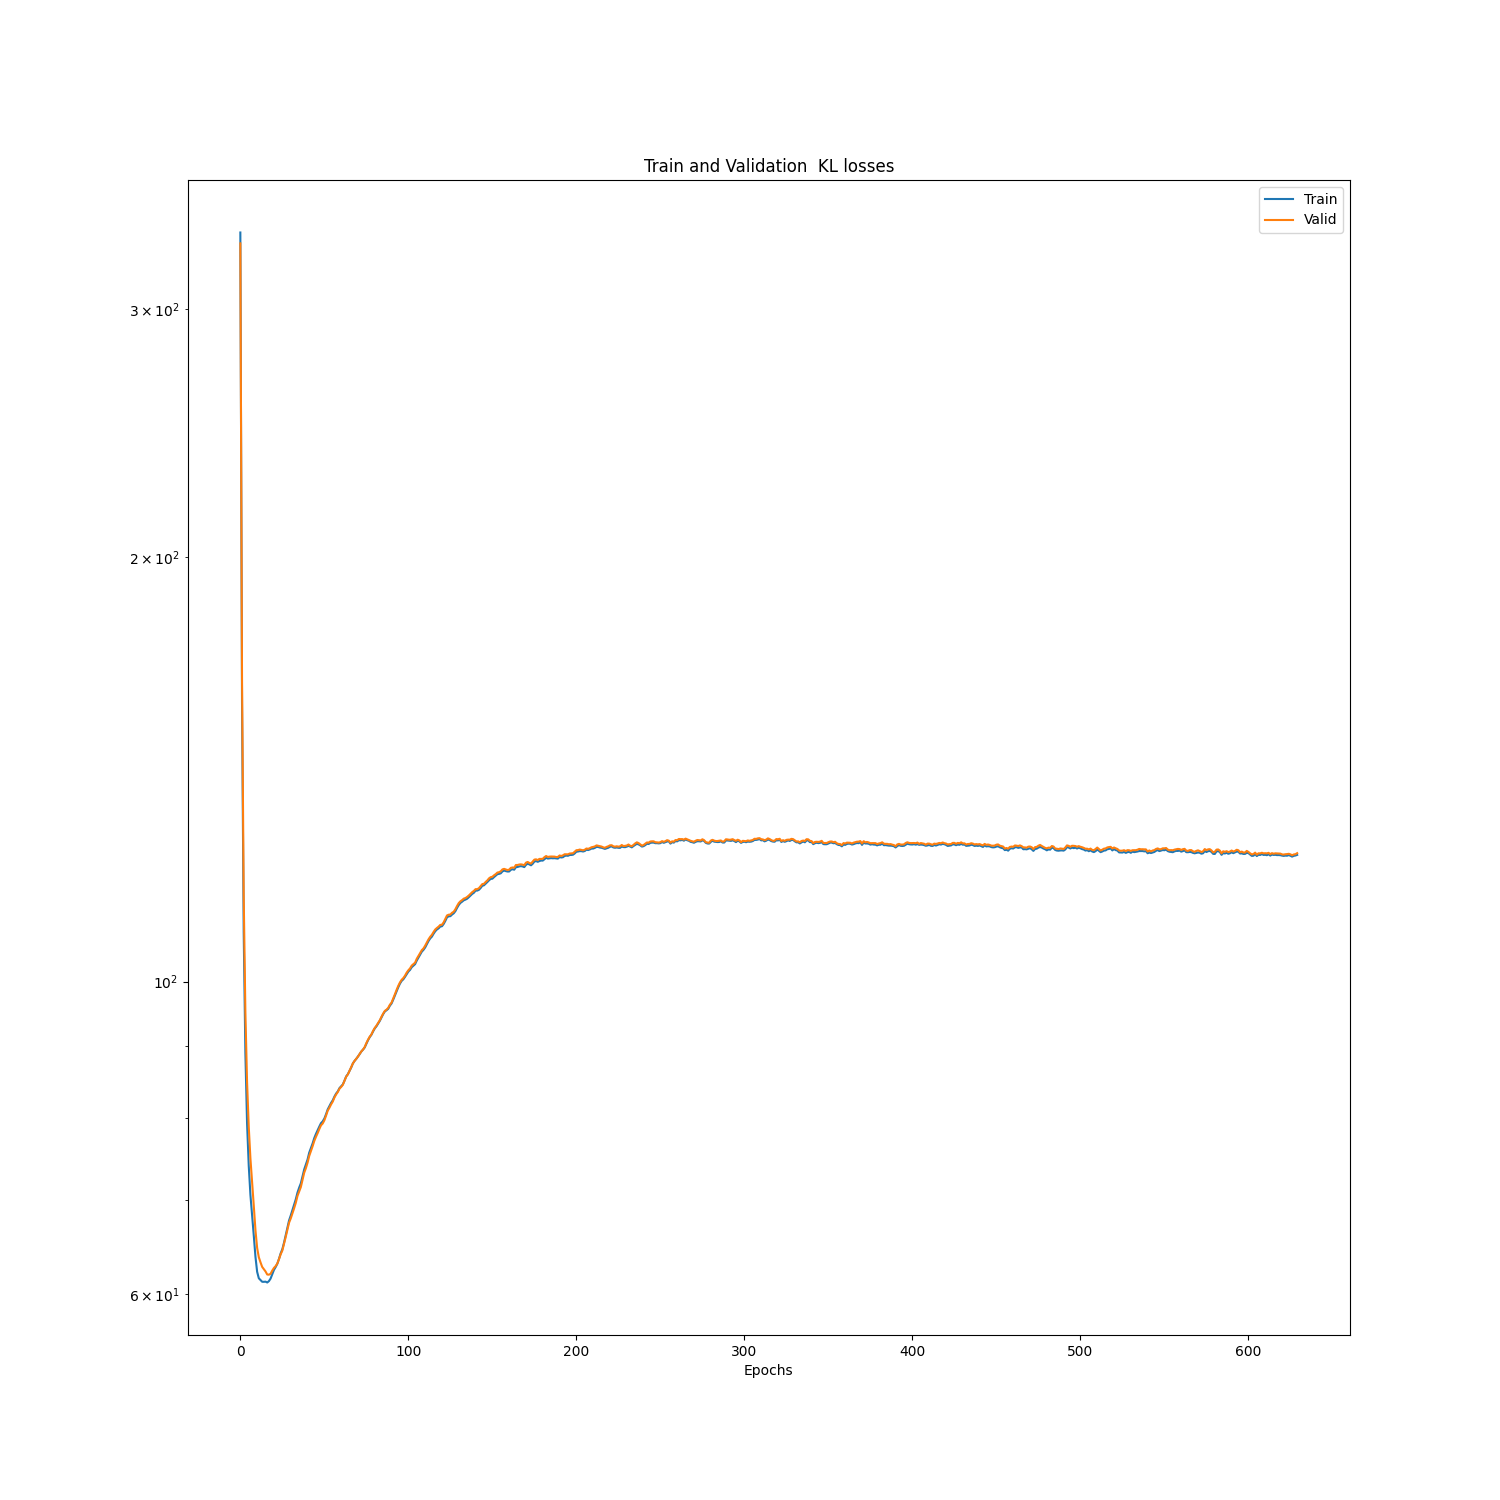 Train and Validation  KL losses
Train
Valid
3 × 10²
2 × 10²
10²
6 × 10¹
0 100 200 300 400 500 600
Epochs